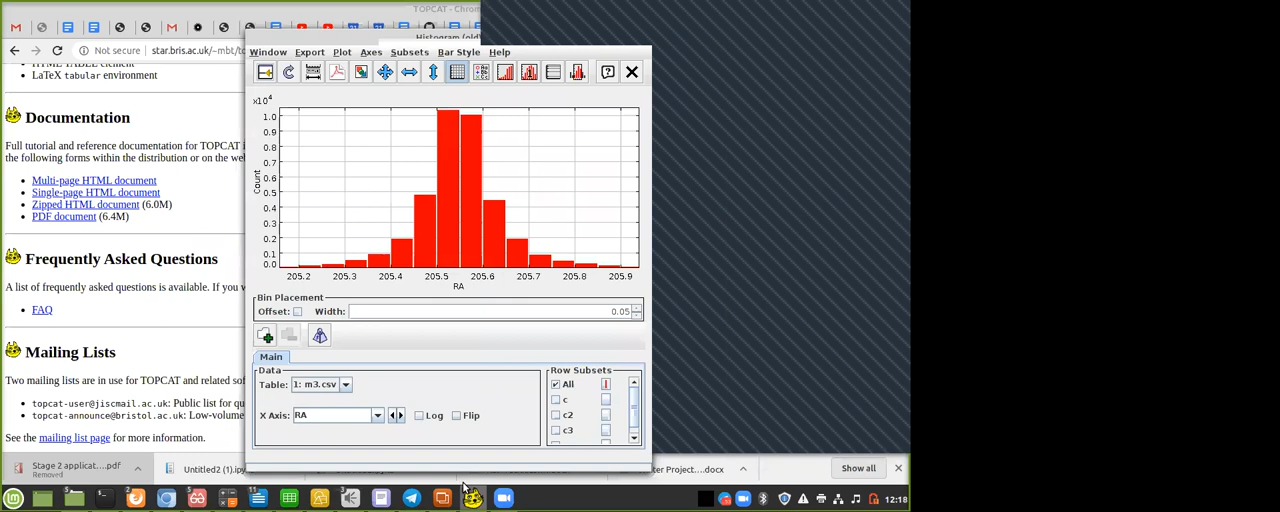 TOPCAT - Chrom
Histogram (old)
Not secure star.bris.ac.uk/~mbt/to
Window Export Plot Axes Subsets Bar Style Help
LaTeX tabular environment
Documentation
Full tutorial and reference documentation for TOPCAT i
the following forms within the distribution or on the we
Multi-page HTML document
Single-page HTML document
Zipped HTML document (6.0M)
PDF document (6.4M)
Frequently Asked Questions
A list of frequently asked questions is available. If you
FAQ
Mailing Lists
Two mailing lists are in use for TOPCAT and related sof
topcat-user@jiscmail.ac.uk: Public list for qu
topcat-announce@bristol.ac.uk: Low-volume
See the mailing list page for more information.
x10⁴
1.0
0.9
0.8
0.7
0.6
0.5
0.4
0.3
0.2
0.1
0.0
Count
205.2 205.3 205.4 205.5 205.6 205.7 205.8 205.9
RA
Bin Placement
Offset: Width: 0.05
Main
Data
Table: 1: m3.csv
X Axis: RA Log Flip
Row Subsets
All
c
c2
c3
Stage 2 applicat....pdf
Removed
Untitled2 (1).ipy
ter Project....docx
Show all
12:18